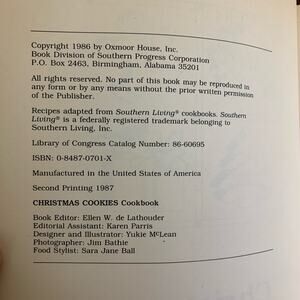 Copyright 1986 by Oxmoor House, Inc.
Book Division of Southern Progress Corporation
P.O. Box 2463, Birmingham, Alabama 35201
All rights reserved. No part of this book may be reproduced in
any form or by any means without the prior written permission
of the Publisher.
Recipes adapted from Southern Living® cookbooks. Southern
Living® is a federally registered trademark belonging to
Southern Living, Inc.
Library of Congress Catalog Number: 86-60695
ISBN: 0-8487-0701-X
Manufactured in the United States of America
Second Printing 1987
CHRISTMAS COOKIES Cookbook
Book Editor: Ellen W. de Lathouder
Editorial Assistant: Karen Parris
Designer and Illustrator: Yukie McLean
Photographer: Jim Bathie
Food Stylist: Sara Jane Ball